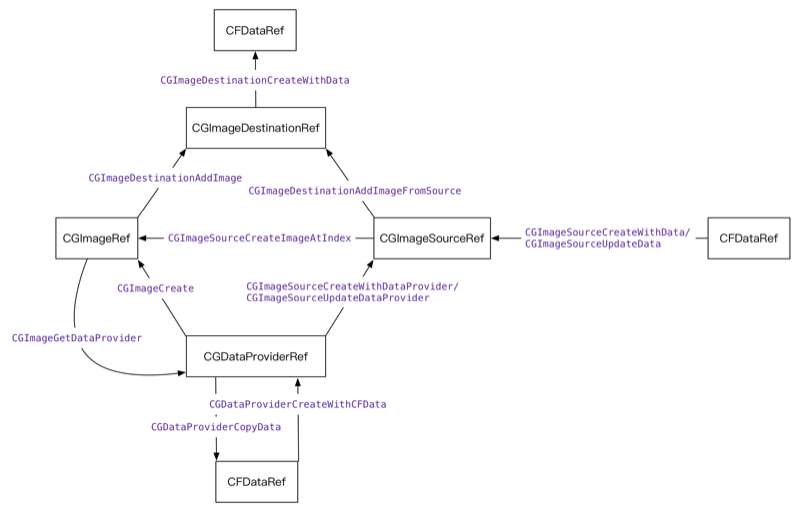 CFDataRef
CGImageDestinationCreateWithData
CGImageDestinationRef
CGImageDestinationAddImage
CGImageDestinationAddImageFromSource
CGImageRef
CGImageSourceCreateImageAtIndex
CGImageSourceRef
CGImageSourceCreateWithData/
CGImageSourceUpdateData
CFDataRef
CGImageCreate
CGImageSourceCreateWithDataProvider/
CGImageSourceUpdateDataProvider
CGImageGetDataProvider
CGDataProviderRef
CGDataProviderCreateWithCFData
CGDataProviderCopyData
CFDataRef